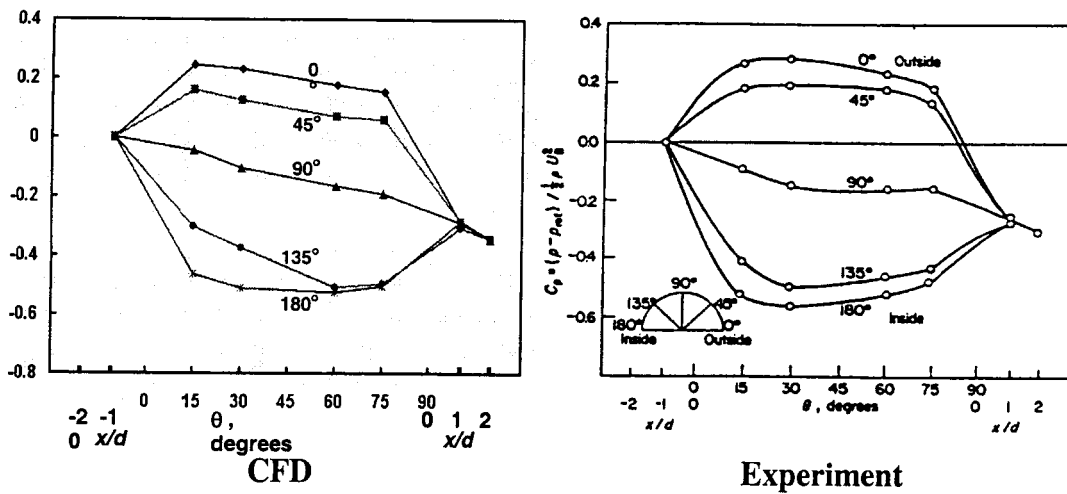 0.4
0.2
0
-0.2
-0.4
-0.6
-0.8
0
°
45°
90°
135°
180°
0 15 30 60 75 90
-2 -1 θ , 0 1 2
0 x/d degrees x/d
CFD
0.4
0.2
0.0
-0.2
-0.4
-0.6
Cp = (p - pref) / ½ ρ U²B
0° Outside
45°
90°
135°
180° Inside
90°
135° 45°
180° 0°
Inside Outside
0 15 30 45 60 75 90
-2 -1 0 θ , degrees 0 1 2
x/d x/d
Experiment